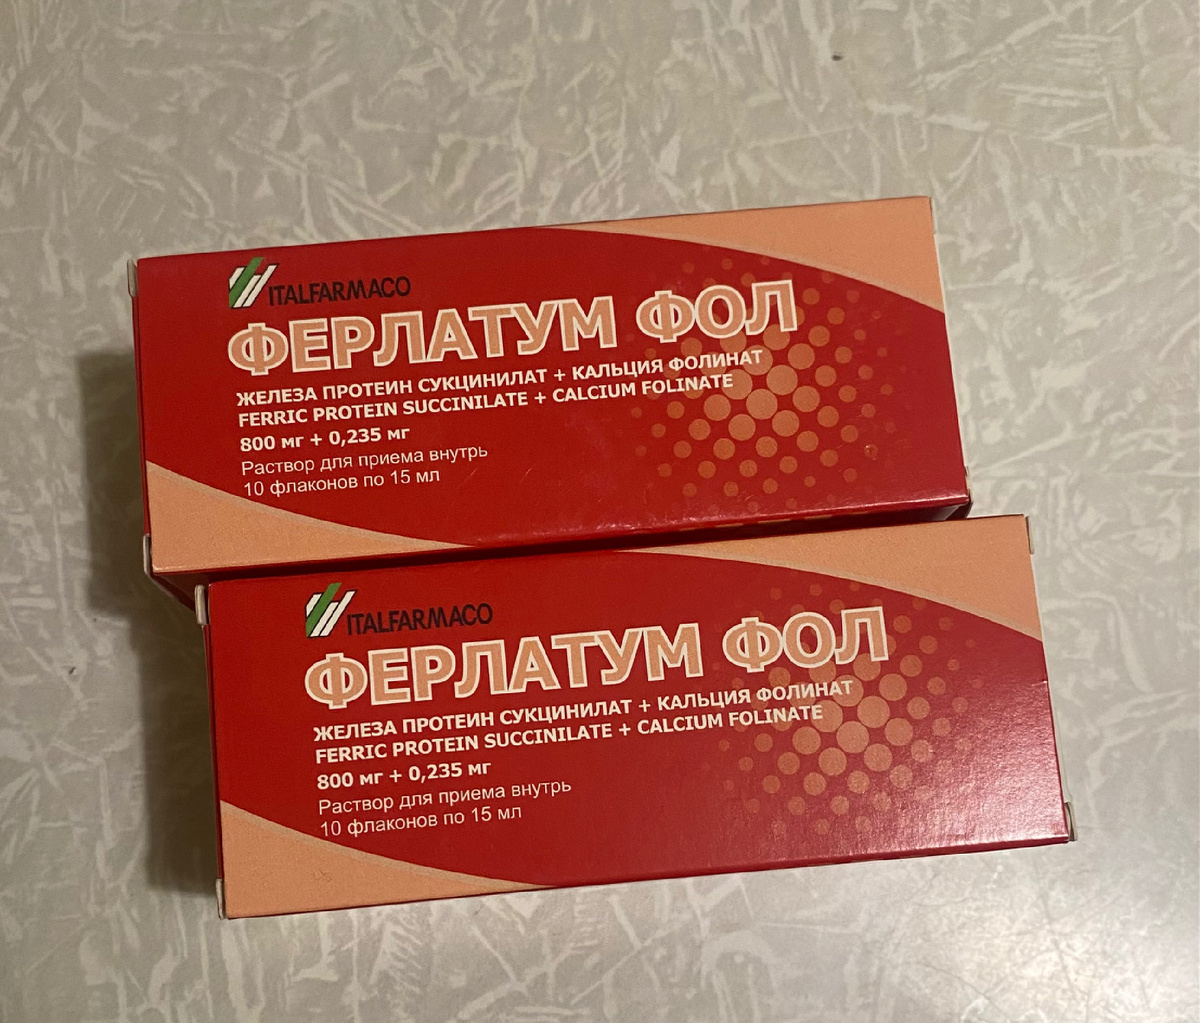 ITALFARMACO
ФЕРЛАТУМ ФОЛ
ЖЕЛЕЗА ПРОТЕИН СУКЦИНИЛАТ + КАЛЬЦИЯ ФОЛИНАТ
FERRIC PROTEIN SUCCINILATE + CALCIUM FOLINATE
800 мг + 0,235 мг
Раствор для приема внутрь
10 флаконов по 15 мл
ITALFARMACO
ФЕРЛАТУМ ФОЛ
ЖЕЛЕЗА ПРОТЕИН СУКЦИНИЛАТ + КАЛЬЦИЯ ФОЛИНАТ
FERRIC PROTEIN SUCCINILATE + CALCIUM FOLINATE
800 мг + 0,235 мг
Раствор для приема внутрь
10 флаконов по 15 мл